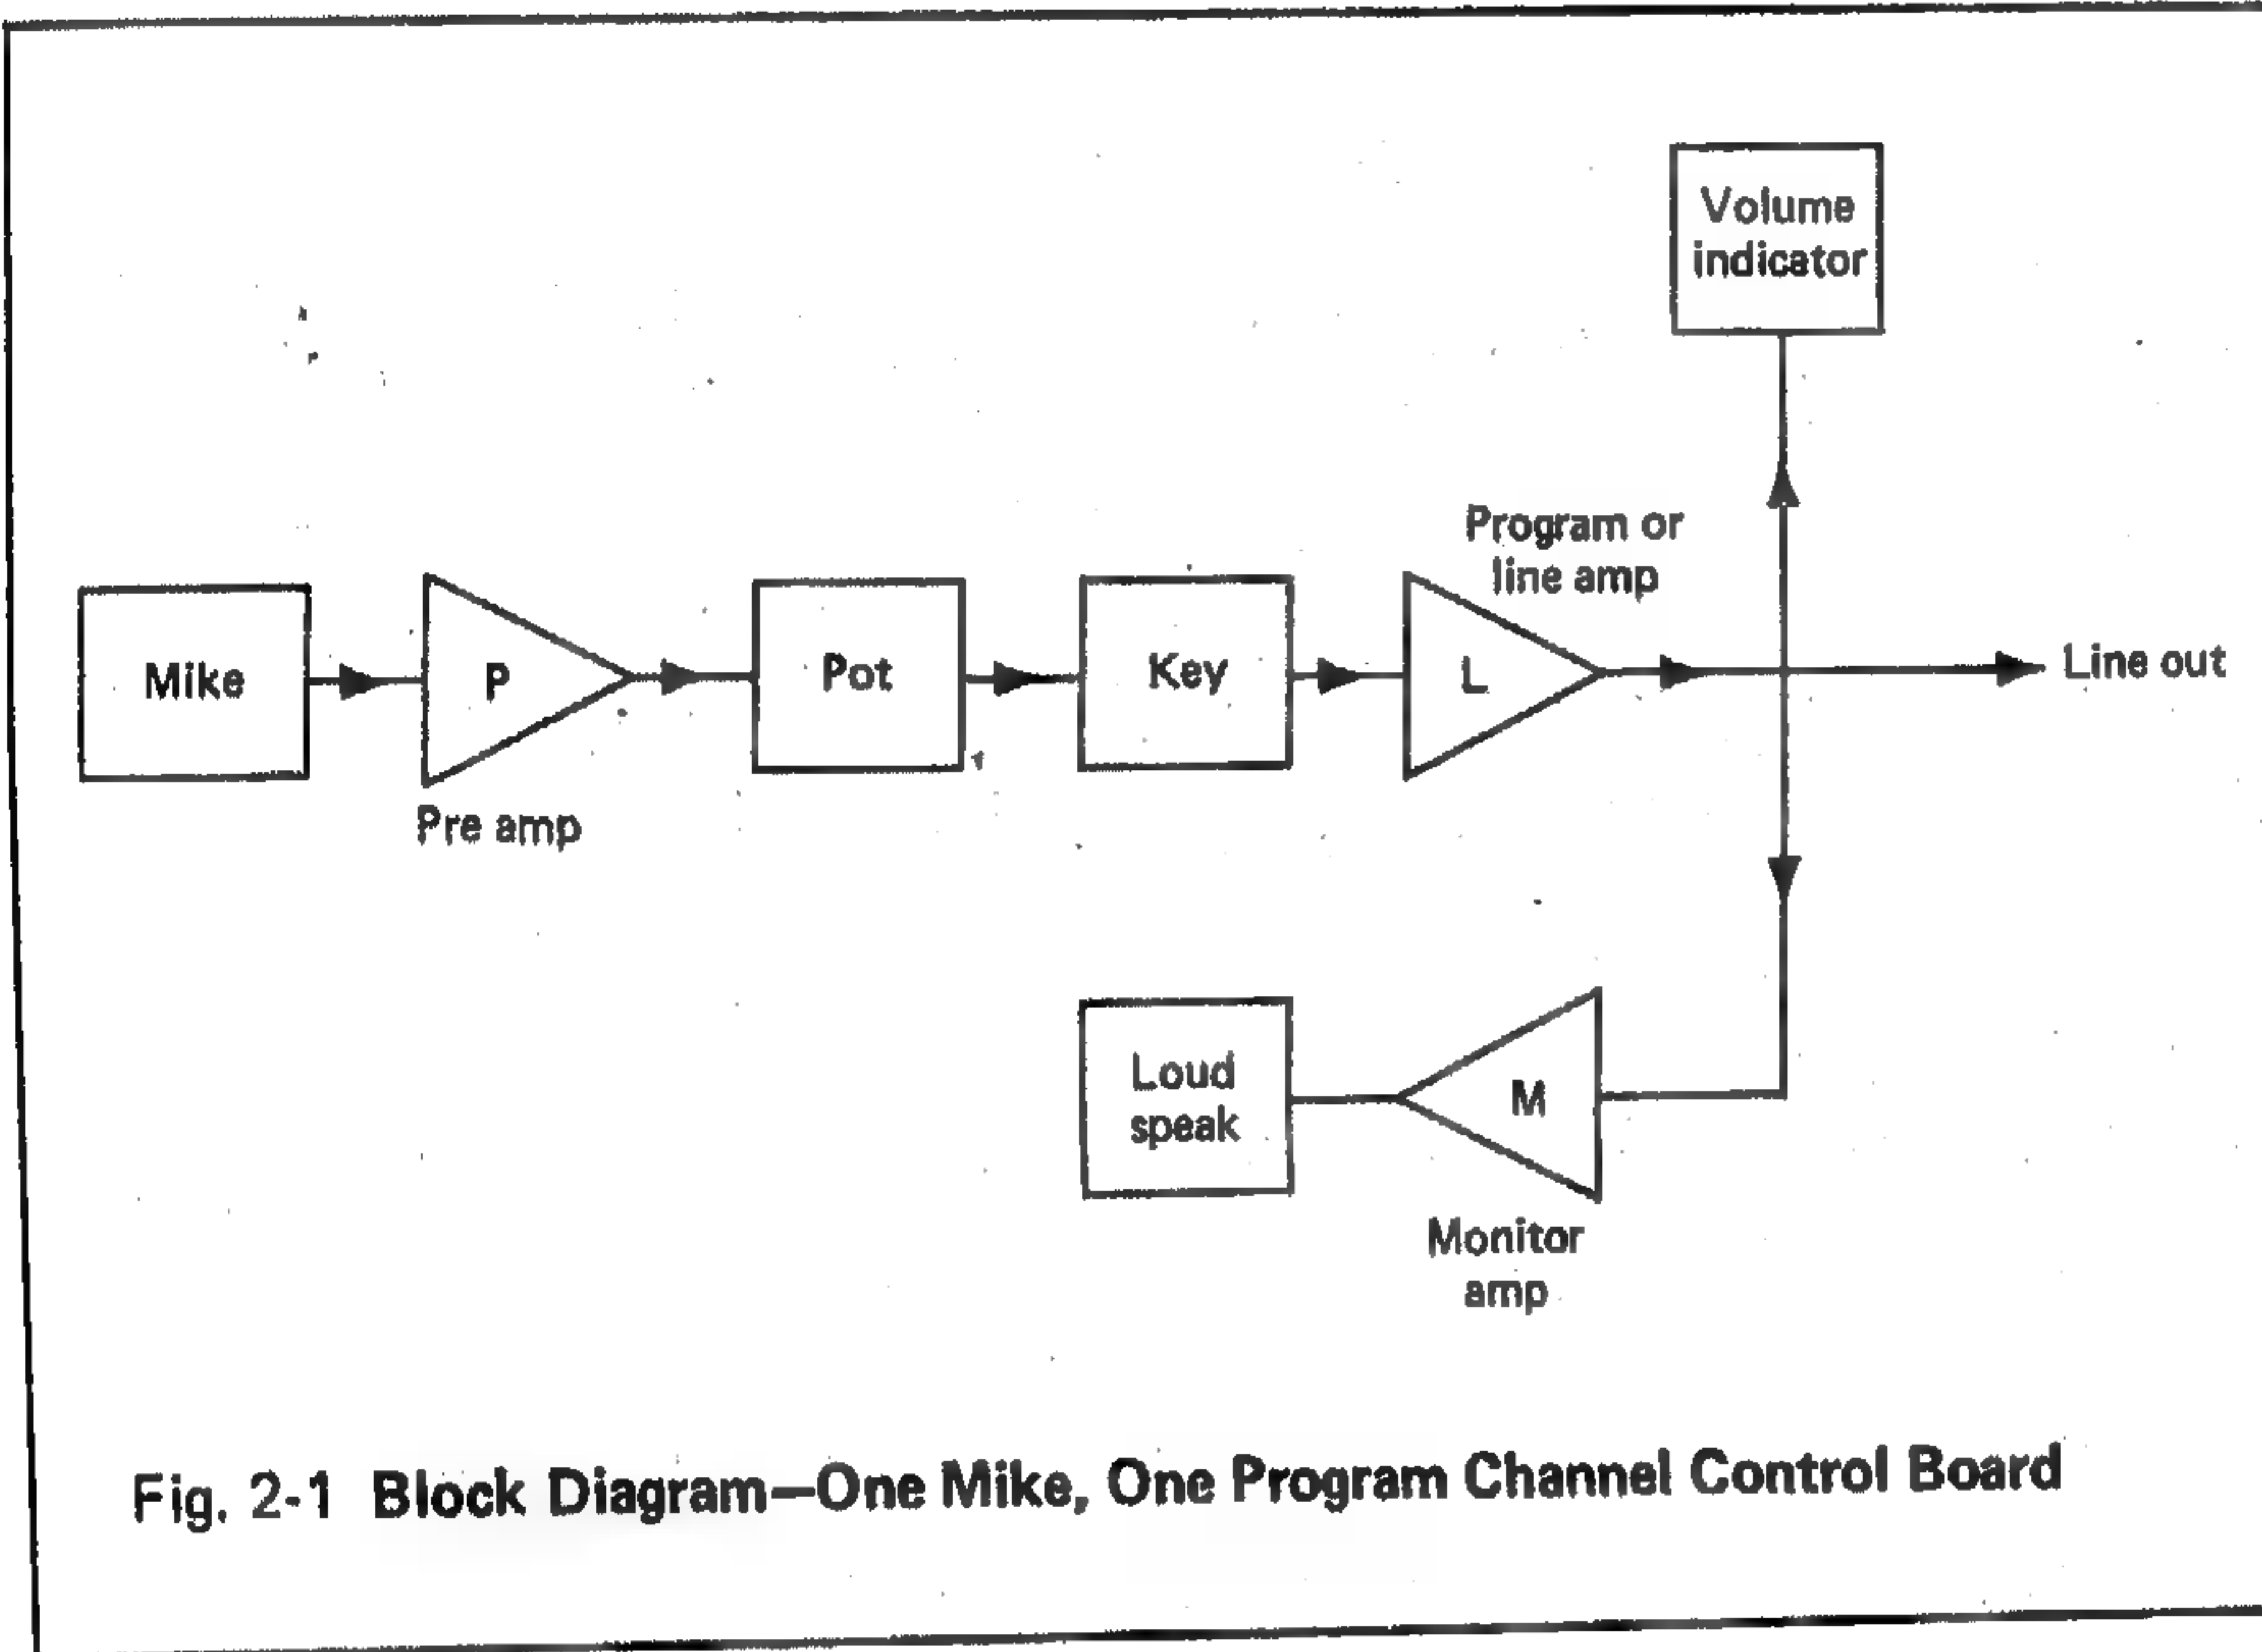 Volume
indicator
Program or
line amp
Mike
P
Pot
Key
L
Line out
Pre amp
Loud
speak
M
Monitor
amp
Fig. 2-1 Block Diagram—One Mike, One Program Channel Control Board